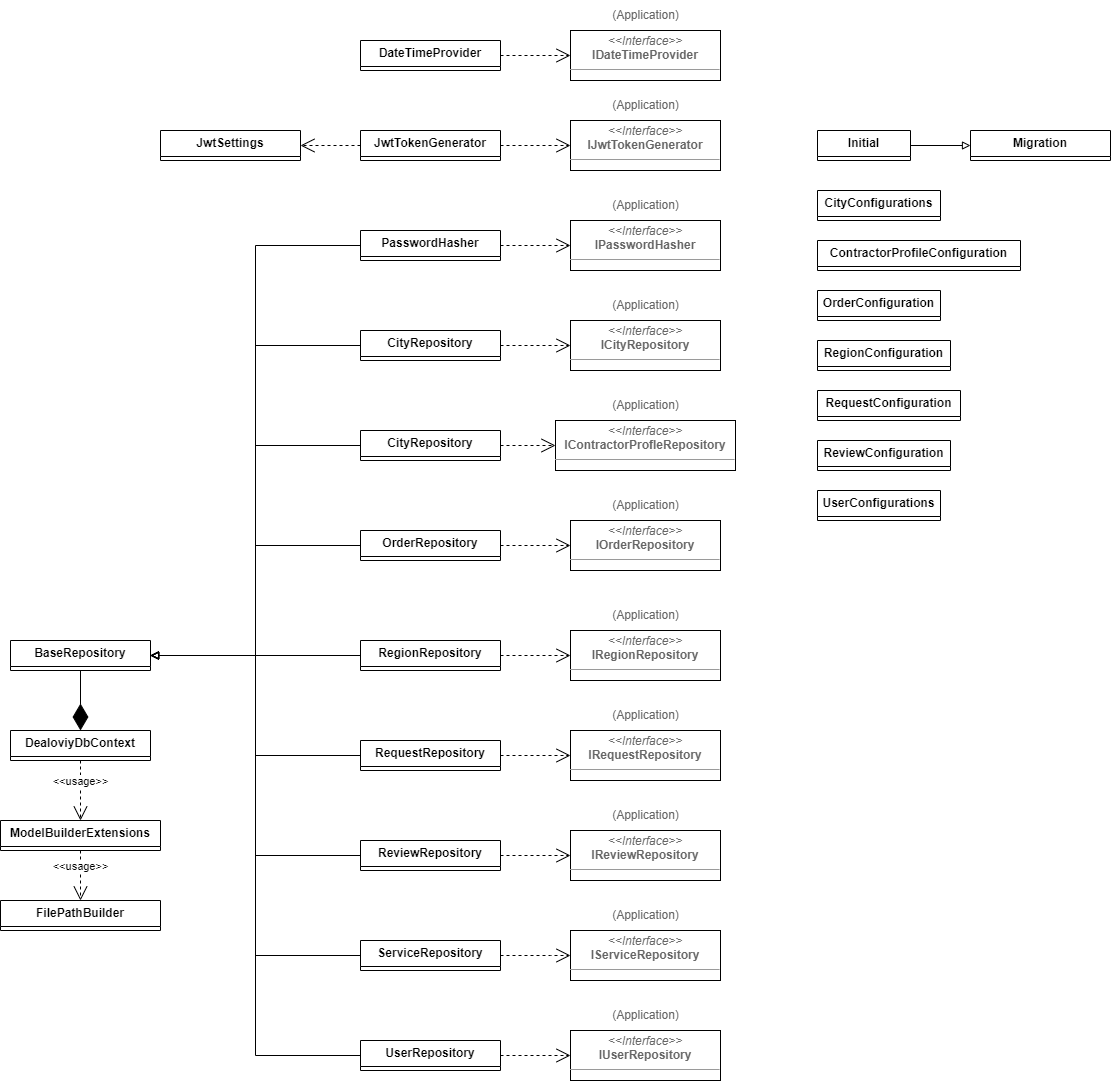 (Application)
DateTimeProvider
<<Interface>>
IDateTimeProvider
(Application)
JwtSettings
JwtTokenGenerator
<<Interface>>
IJwtTokenGenerator
Initial
Migration
CityConfigurations
(Application)
PasswordHasher
<<Interface>>
IPasswordHasher
ContractorProfileConfiguration
OrderConfiguration
(Application)
CityRepository
<<Interface>>
ICityRepository
RegionConfiguration
RequestConfiguration
(Application)
CityRepository
<<Interface>>
IContractorProfleRepository
ReviewConfiguration
UserConfigurations
(Application)
OrderRepository
<<Interface>>
IOrderRepository
(Application)
BaseRepository
RegionRepository
<<Interface>>
IRegionRepository
(Application)
DealoviyDbContext
RequestRepository
<<Interface>>
IRequestRepository
<<usage>>
(Application)
ModelBuilderExtensions
ReviewRepository
<<Interface>>
IReviewRepository
<<usage>>
FilePathBuilder
(Application)
ServiceRepository
<<Interface>>
IServiceRepository
(Application)
UserRepository
<<Interface>>
IUserRepository